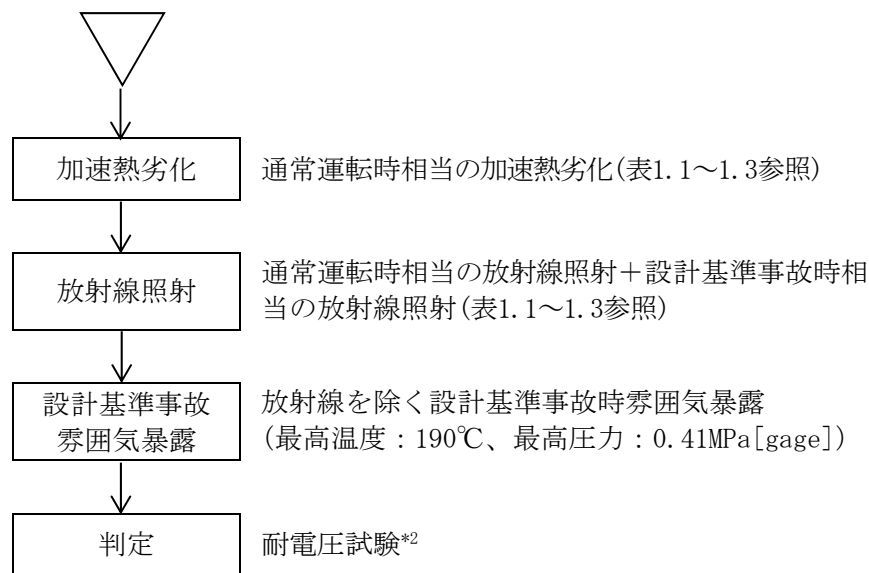 加速熱劣化
通常運転時相当の加速熱劣化(表1.1～1.3参照)
放射線照射
通常運転時相当の放射線照射＋設計基準事故時相
当の放射線照射(表1.1～1.3参照)
設計基準事故
雰囲気暴露
放射線を除く設計基準事故時雰囲気暴露
(最高温度：190℃、最高圧力：0.41MPa[gage])
判定
耐電圧試験*2